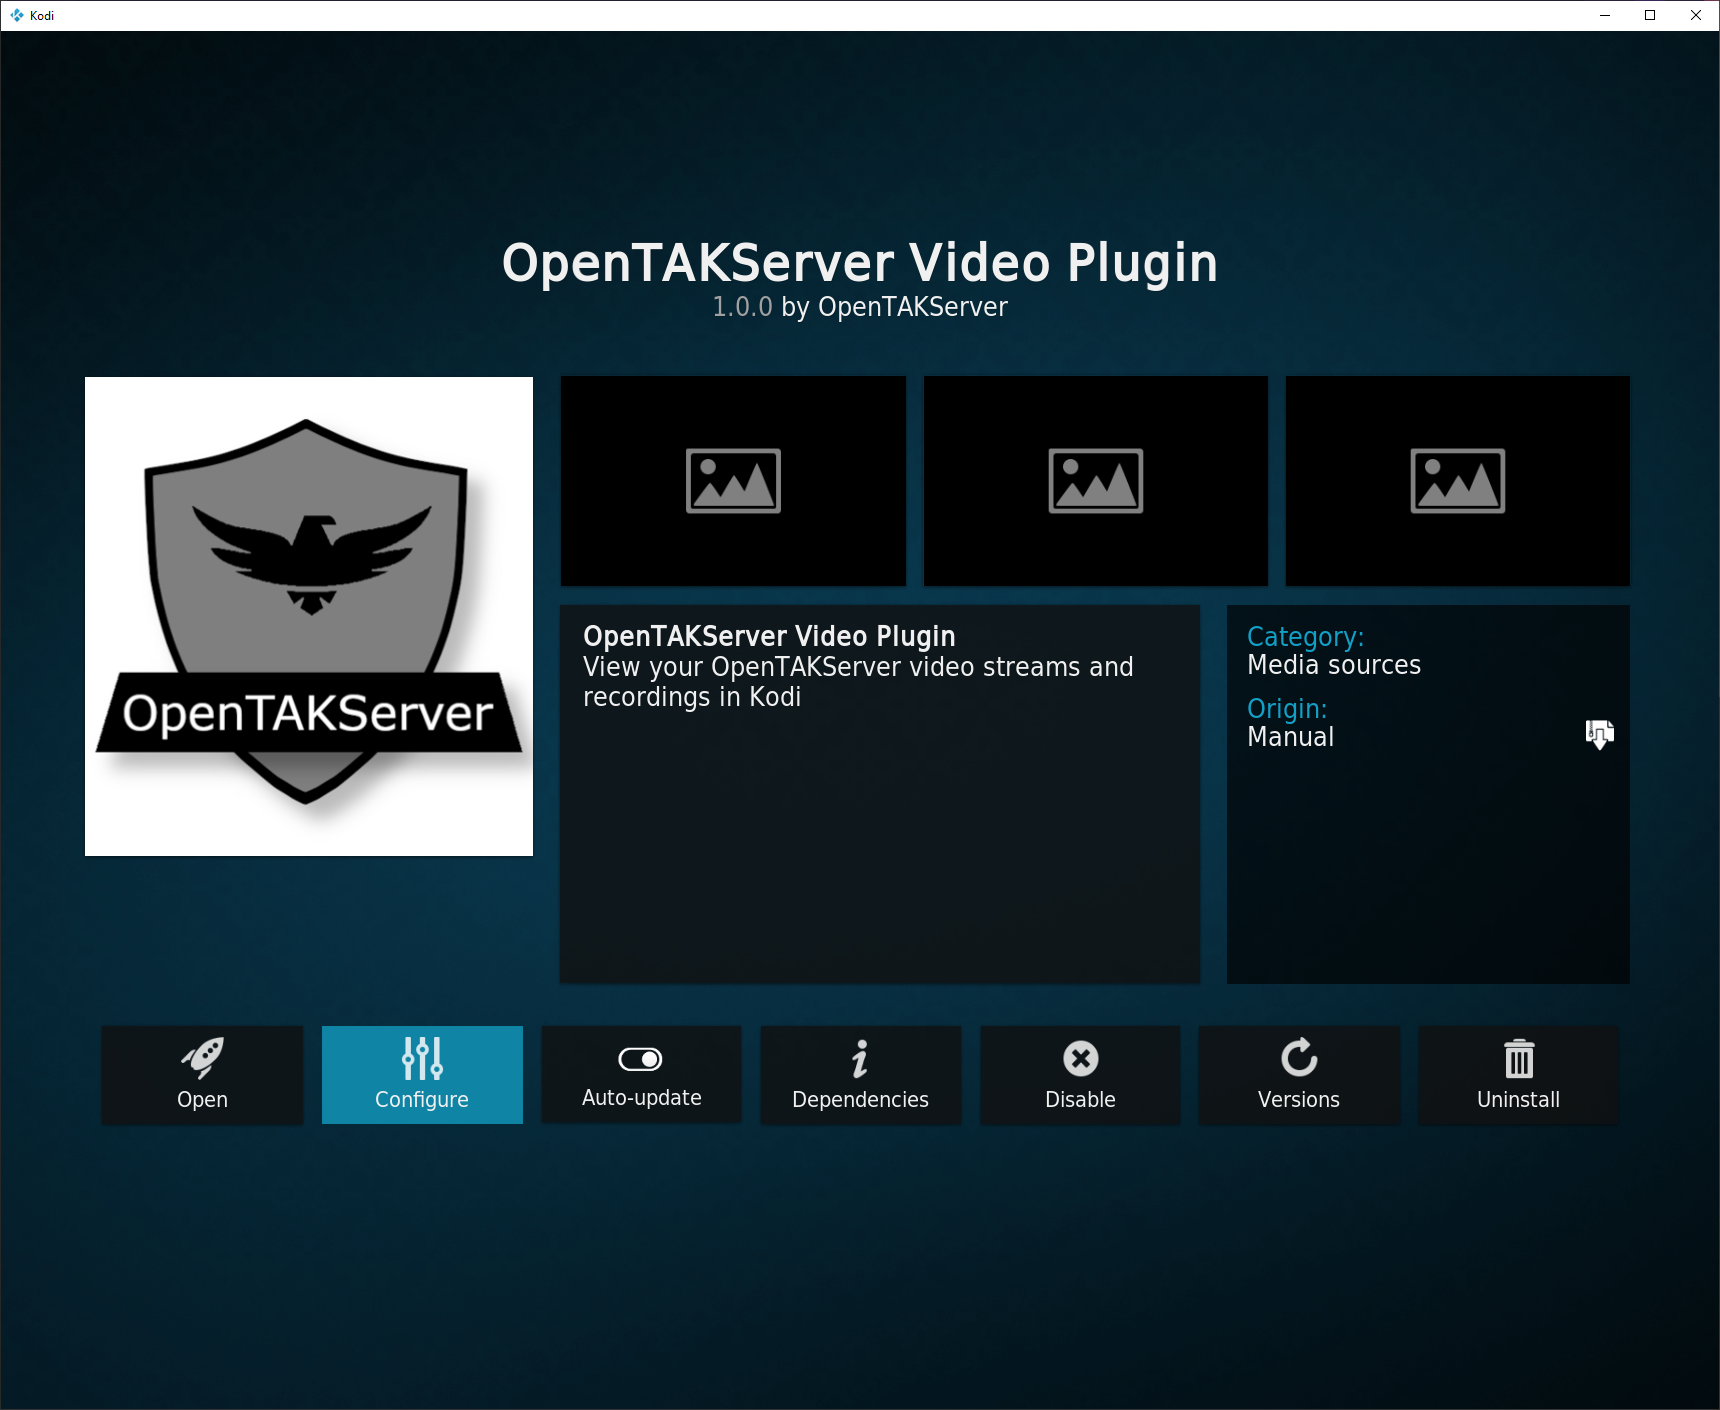 Kodi
OpenTAKServer Video Plugin
1.0.0 by OpenTAKServer
OpenTAKServer
OpenTAKServer Video Plugin
View your OpenTAKServer video streams and
recordings in Kodi
Category:
Media sources
Origin:
Manual
Open
Configure
Auto-update
Dependencies
Disable
Versions
Uninstall